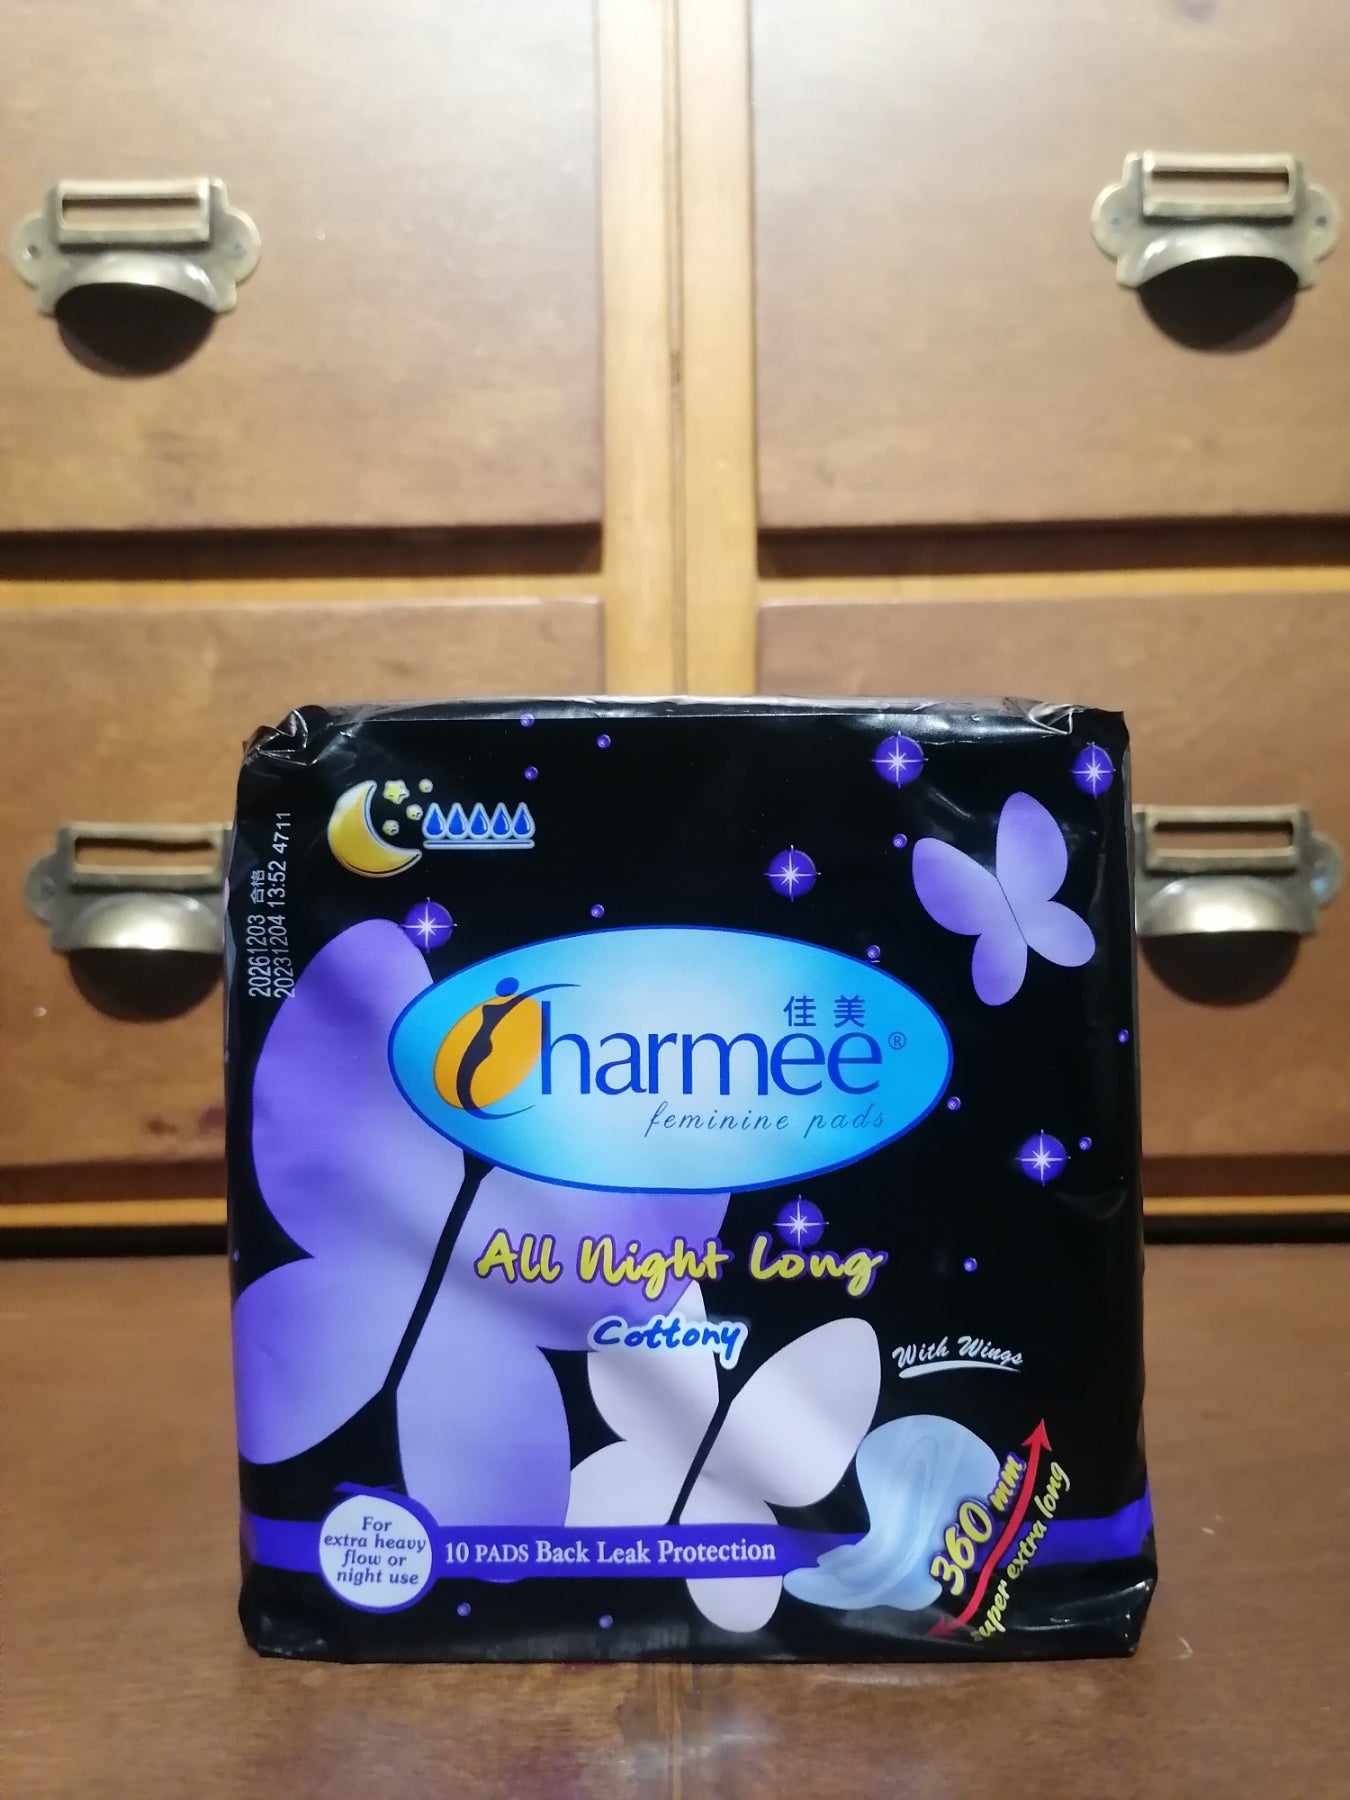 20261203 合格
20231204 13:52 4711
佳美
Charmee®
feminine pads
All Night Long
Cottony
With Wings
360 mm
super extra long
For
extra heavy
flow or
night use
10 PADS Back Leak Protection